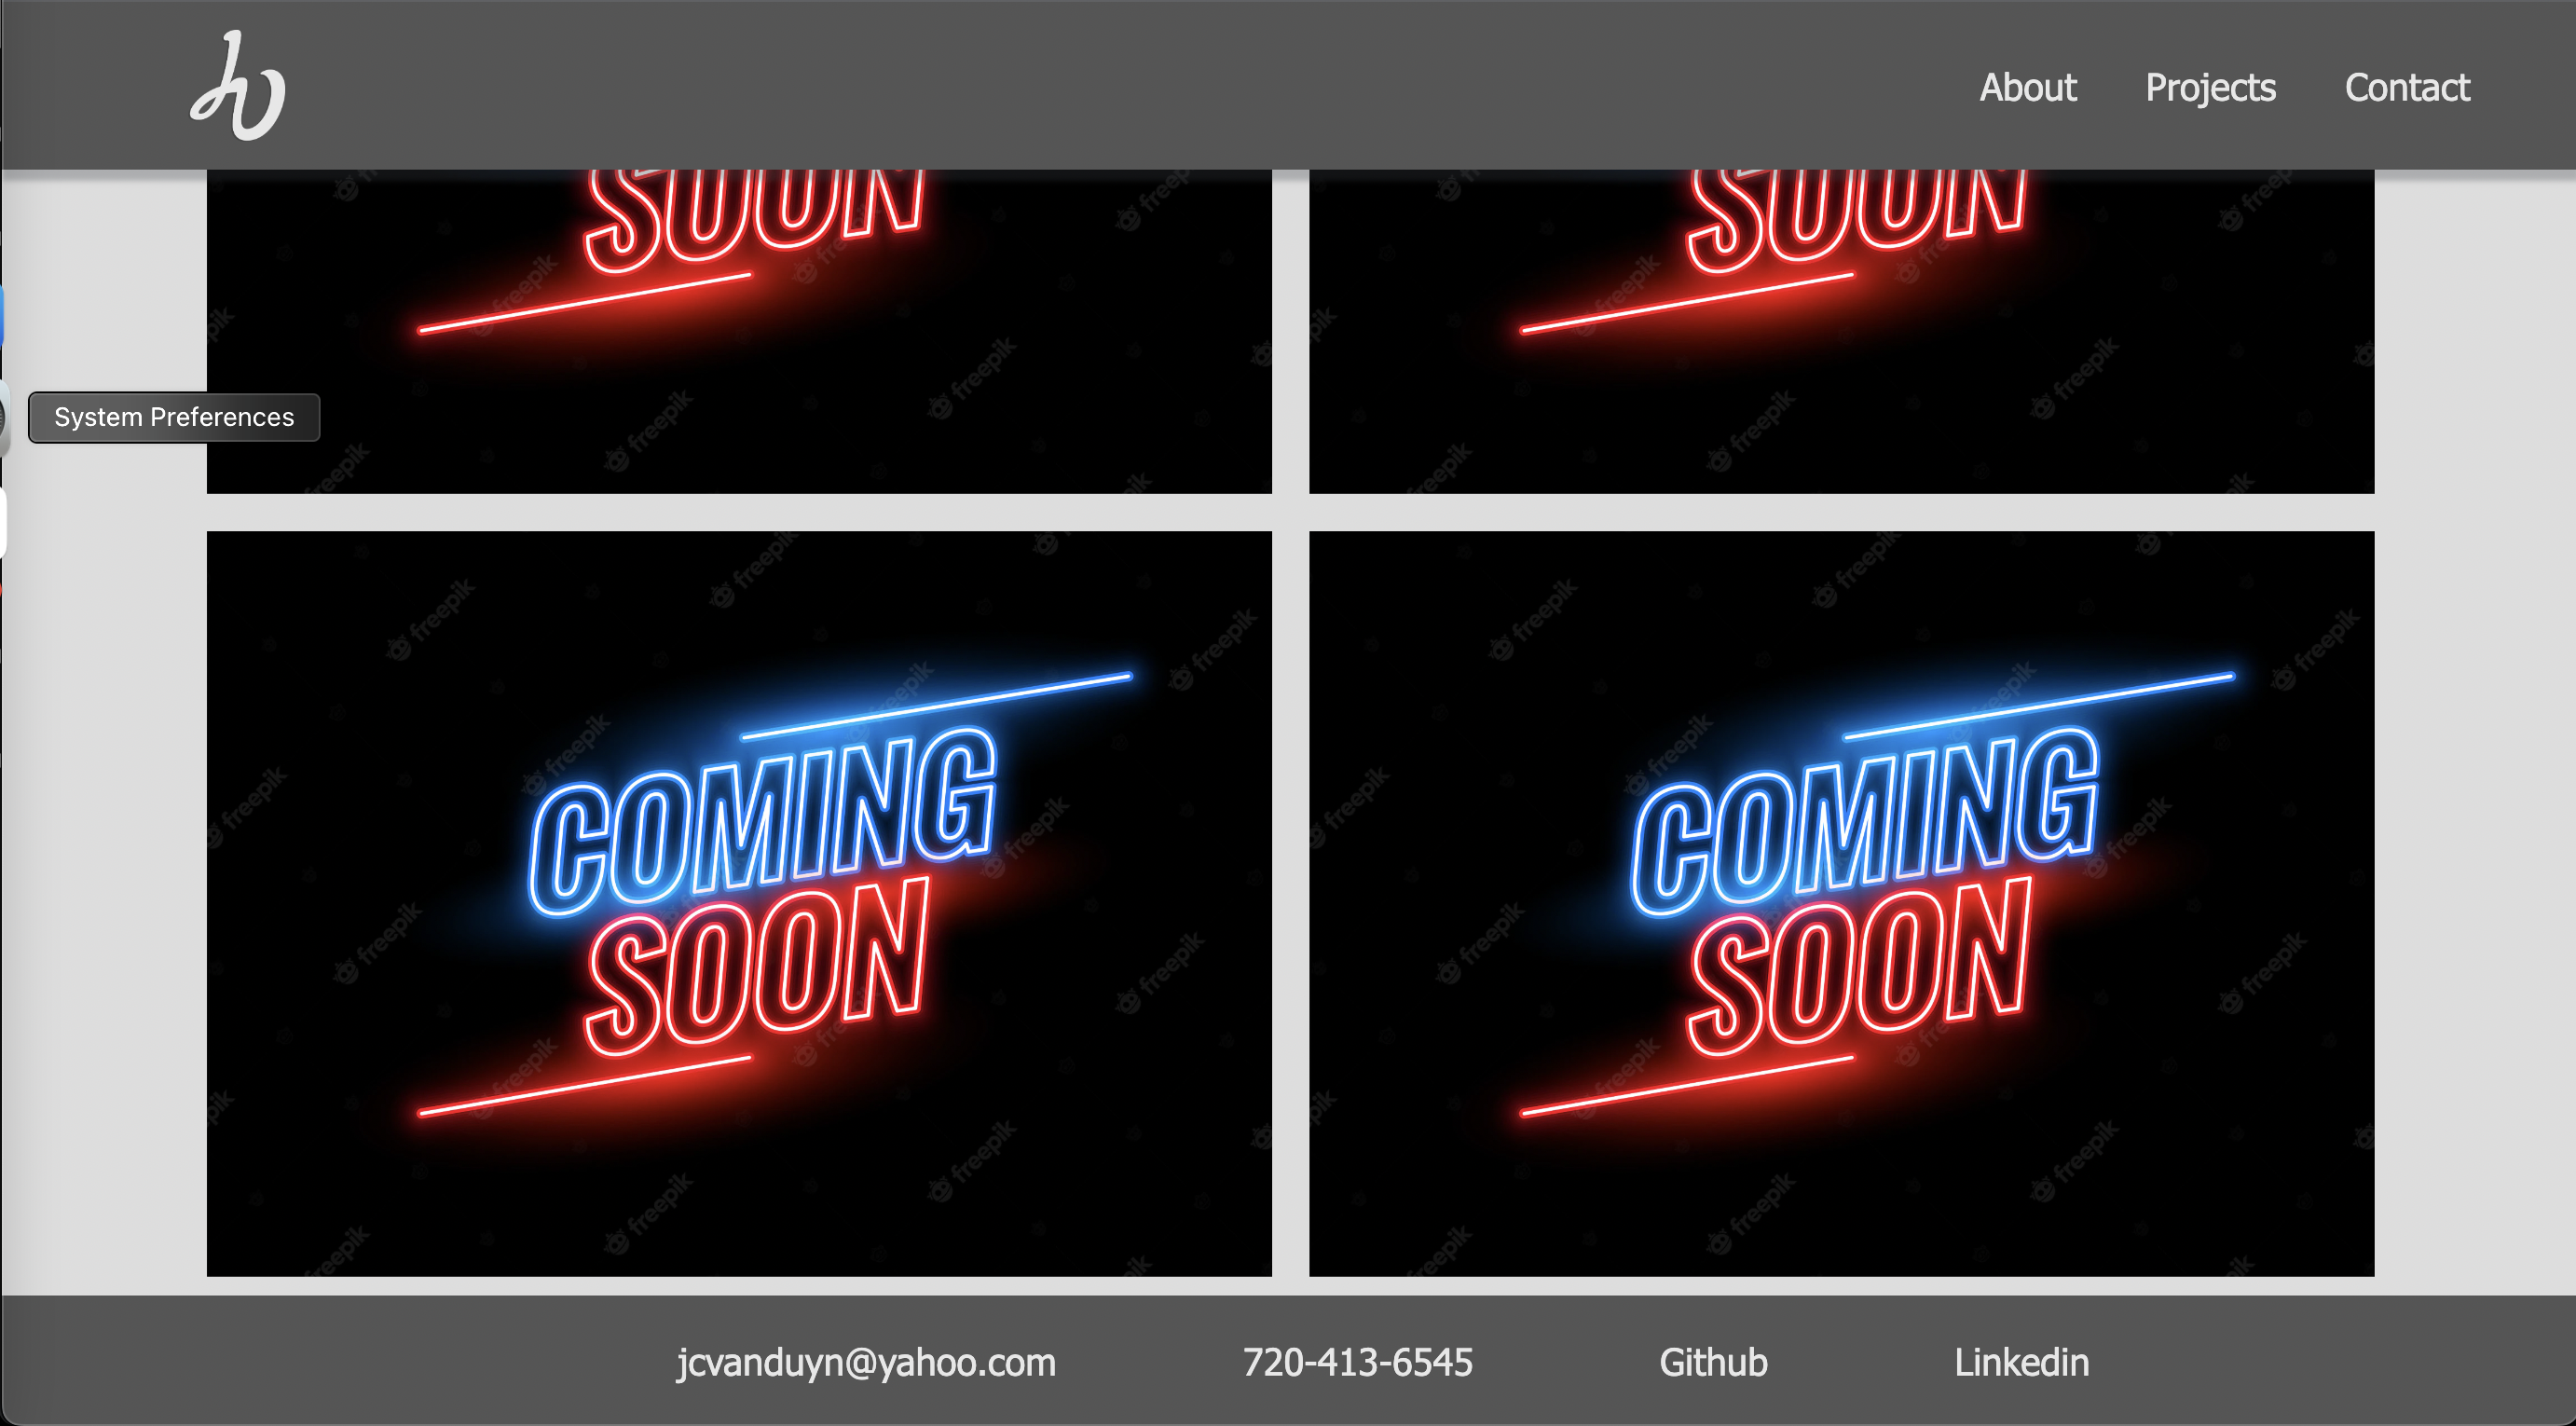 About Projects Contact
SOON SOON
System Preferences
COMING COMING
SOON SOON
jcvanduyn@yahoo.com 720-413-6545 Github Linkedin
freepik